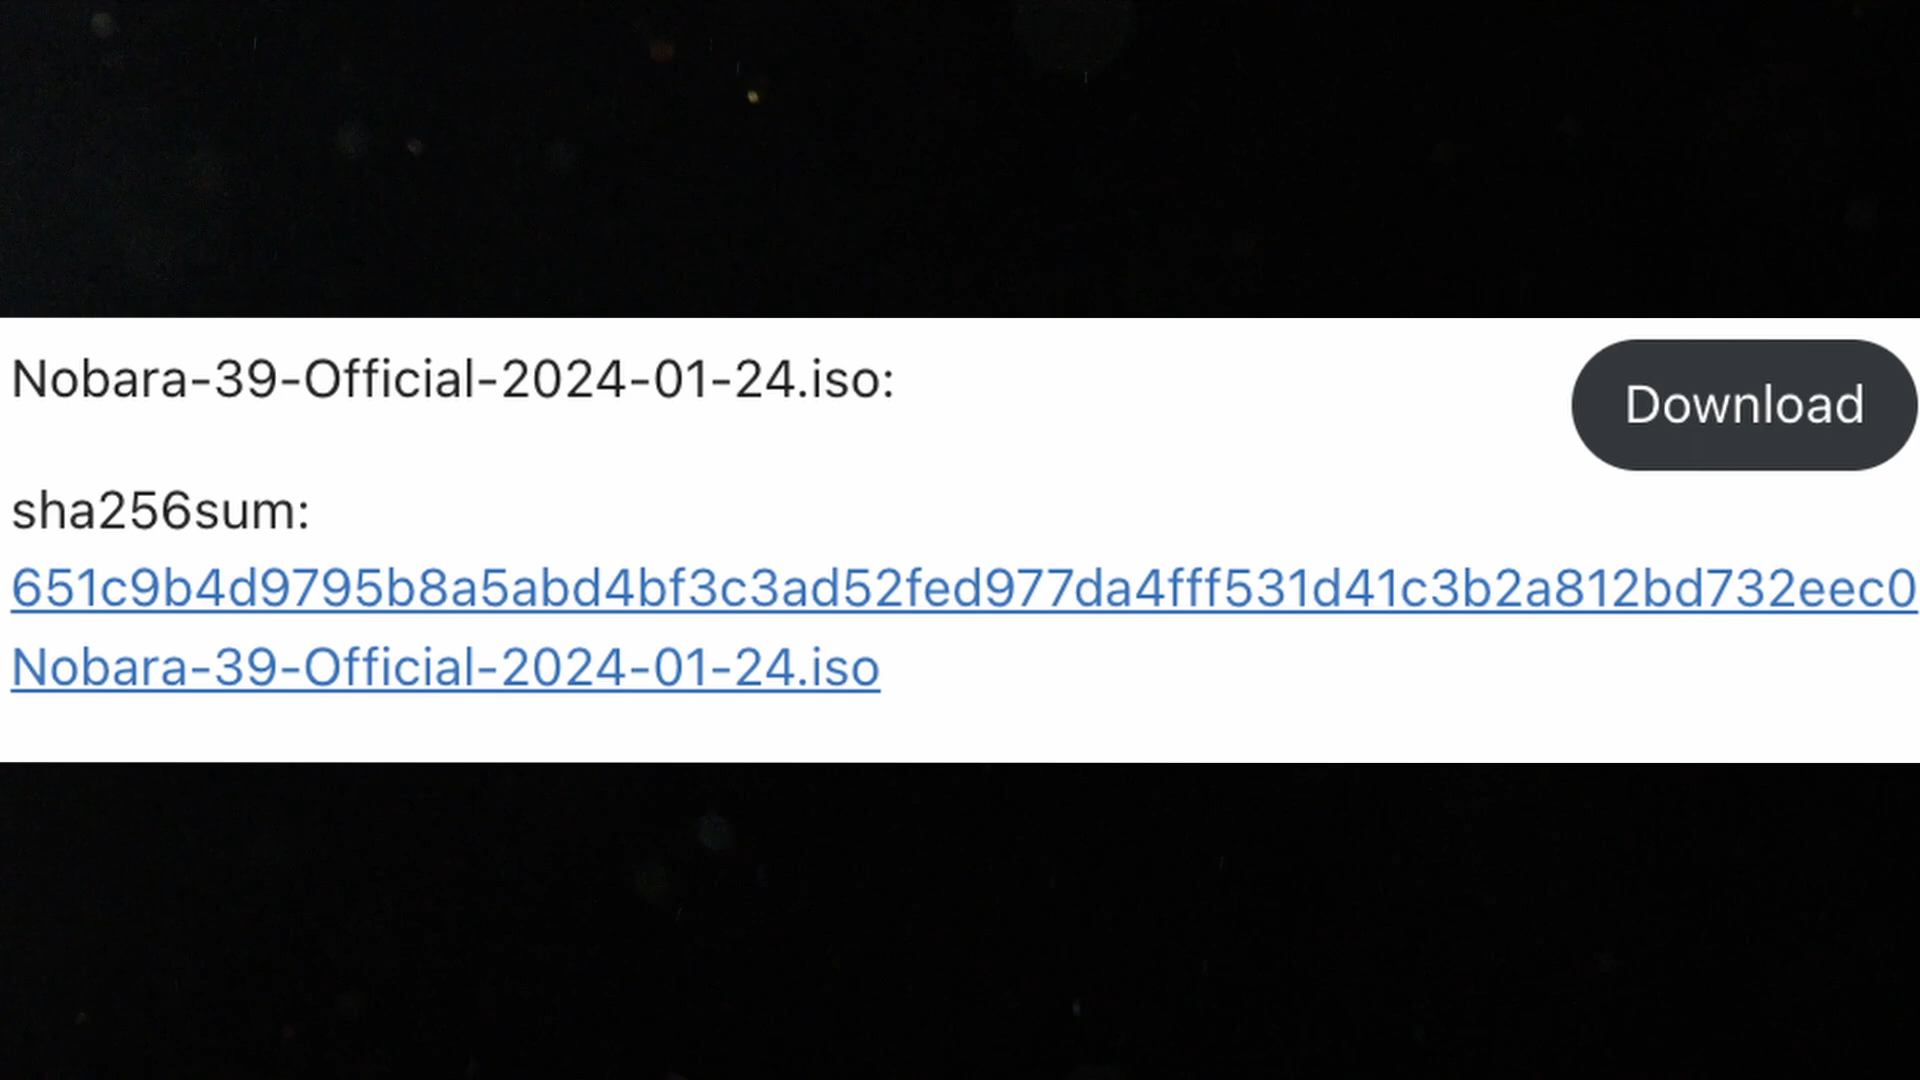 Nobara-39-Official-2024-01-24.iso:
Download
sha256sum:
651c9b4d9795b8a5abd4bf3c3ad52fed977da4fff531d41c3b2a812bd732eec0
Nobara-39-Official-2024-01-24.iso